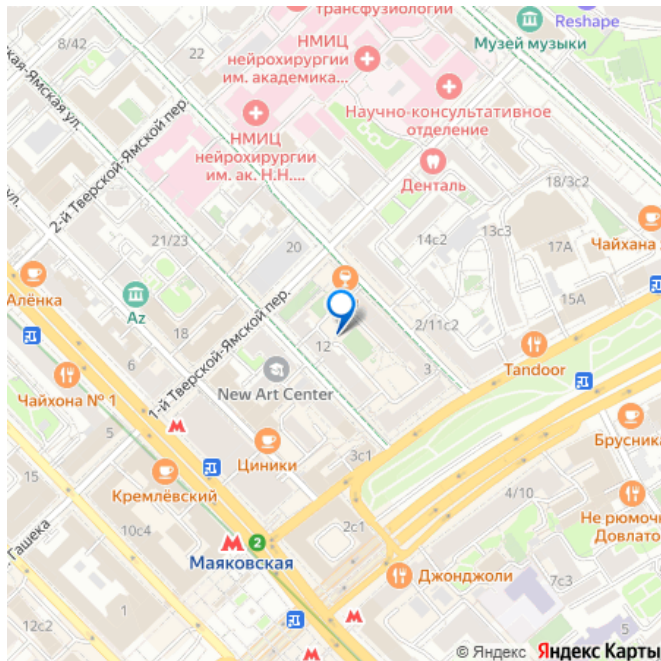 трансфузиологии
Reshape
8/42
22
НМИЦ
нейрохирургии
им. академика...
Музей музыки
ская-Ямская ул.
Научно-консультативное
отделение
НМИЦ
нейрохирургии
им. ак. Н.Н....
Денталь
2-й Тверской-Ямской пер.
ул.
18/3с2
21/23
20
14с2
13с3
17А
Чайхана
Алёнка
Az
18
15А
2/11с2
12
6
3
Tandoor
1-й Тверской-Ямской пер.
New Art Center
Чайхона № 1
5
Циники
3с1
Брусника
15
Кремлёвский
4/10
10с4
2с1
Не рюмочн
Довлато
Гашека
2
Маяковская
Джонджоли
7с3
1
12с2
5
© Яндекс Яндекс Карты